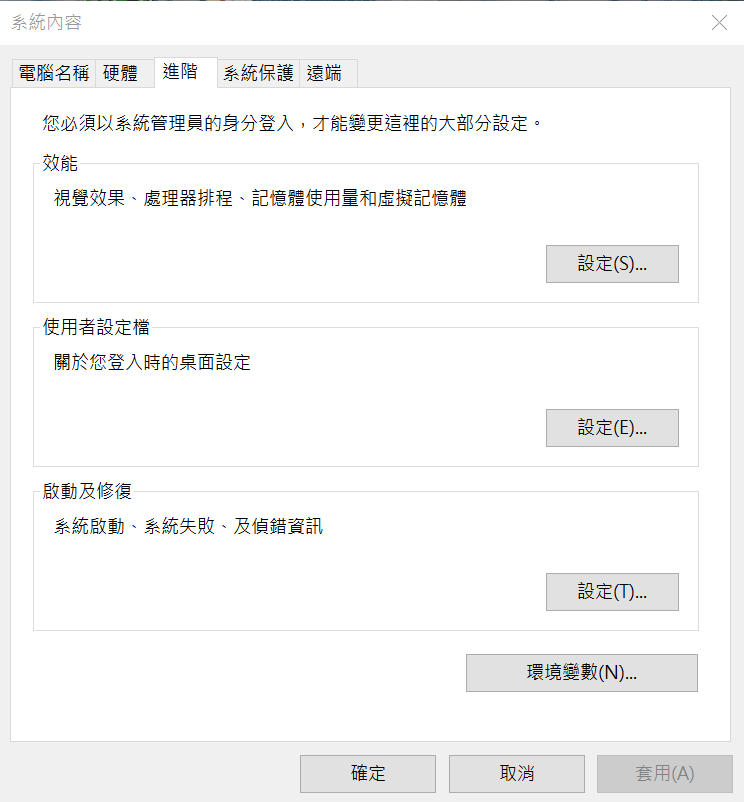 系統內容
電腦名稱 硬體 進階 系統保護 遠端
您必須以系統管理員的身分登入，才能變更這裡的大部分設定。
效能
視覺效果、處理器排程、記憶體使用量和虛擬記憶體
設定(S)...
使用者設定檔
關於您登入時的桌面設定
設定(E)...
啟動及修復
系統啟動、系統失敗、及偵錯資訊
設定(T)...
環境變數(N)...
確定 取消 套用(A)